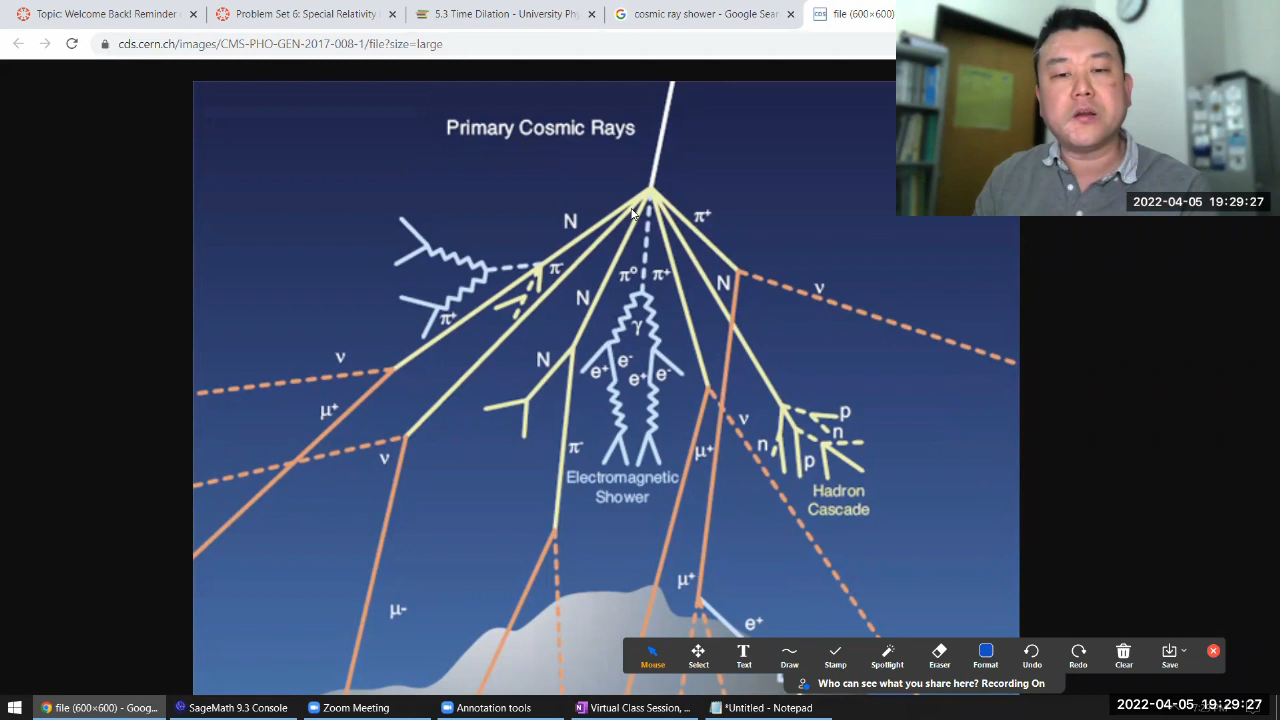 Topic: Welcome Back! Reminder
Problem Set 6: Special Relativity
5.3 Time Dilation - University Phy
cosmic ray shower - Google Sear
file (600×600)
cds.cern.ch/images/CMS-PHO-GEN-2017-008-1/file?size=large
2022-04-05 19:29:27
Primary Cosmic Rays
N
π⁺
π⁻
π⁰
π⁺
N
N
ν
π⁺
γ
N
e⁺
e⁻
e⁺
e⁻
ν
μ⁺
ν
ν
p
n
n
p
μ⁺
π⁻
Electromagnetic
Shower
Hadron
Cascade
μ⁺
μ-
e⁺
Mouse
Select
Text
Draw
Stamp
Spotlight
Eraser
Format
Undo
Redo
Clear
Save
Who can see what you share here? Recording On
file (600×600) - Goog...
SageMath 9.3 Console
Zoom Meeting
Annotation tools
Virtual Class Session, ...
*Untitled - Notepad
2022-04-05 19:29:27